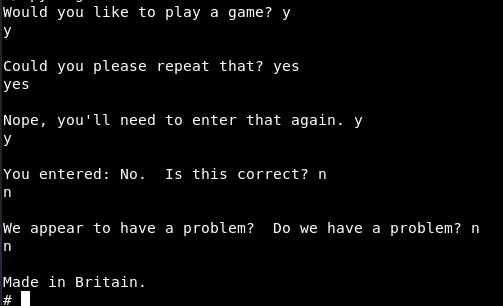 Would you like to play a game? y
y
Could you please repeat that? yes
yes
Nope, you'll need to enter that again. y
y
You entered: No.  Is this correct? n
n
We appear to have a problem?  Do we have a problem? n
n
Made in Britain.
#